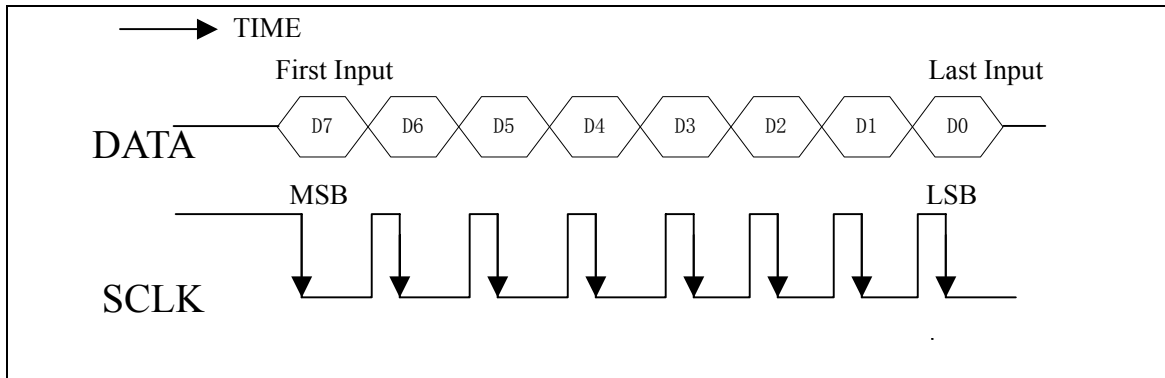 TIME
First Input Last Input
DATA D7 D6 D5 D4 D3 D2 D1 D0
MSB LSB
SCLK